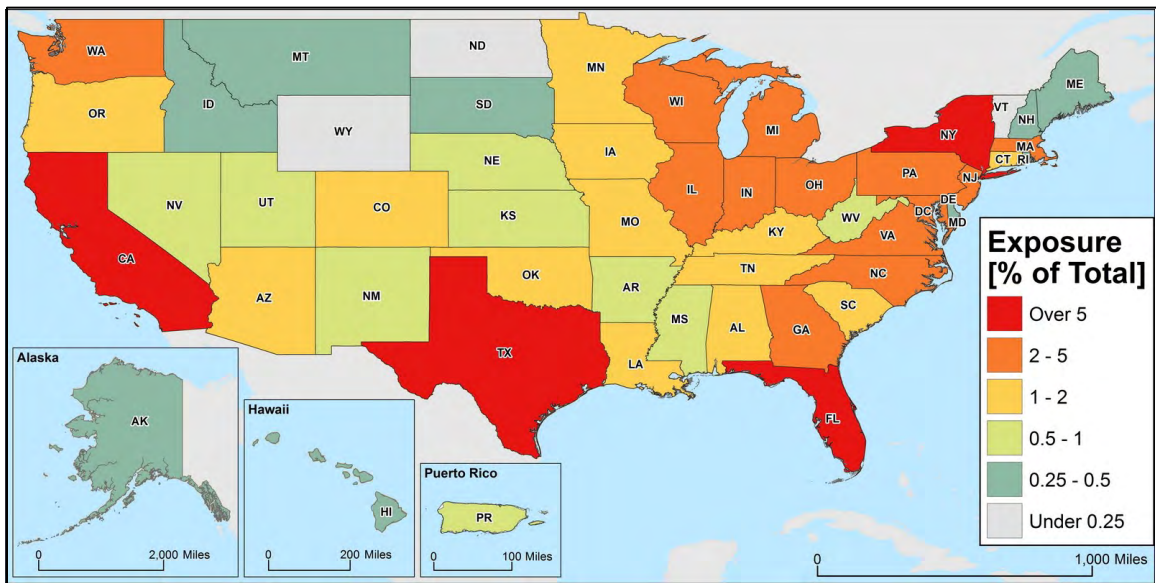 WA
MT
ND
MN
ME
VT
NH
OR
ID
SD
WI
MI
NY
MA
WY
CT RI
IA
PA
NE
NJ
NV
UT
IL
IN
OH
DE
DC
CO
WV
MD
KS
MO
KY
VA
CA
TN
NC
OK
AZ
NM
AR
SC
MS
AL
GA
TX
LA
FL
Exposure
[% of Total]
Over 5
2 - 5
1 - 2
0.5 - 1
0.25 - 0.5
Under 0.25
Alaska
AK
0 2,000 Miles
Hawaii
HI
0 200 Miles
Puerto Rico
PR
0 100 Miles
0 1,000 Miles